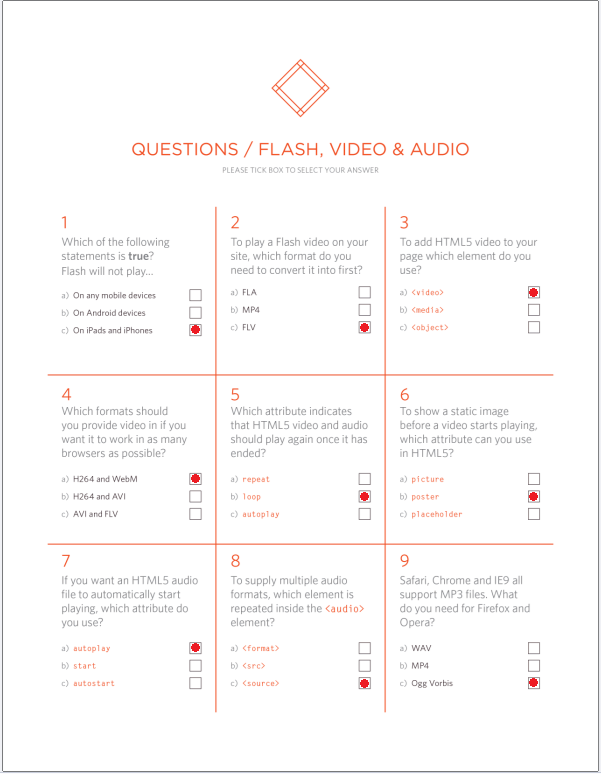 QUESTIONS / FLASH, VIDEO & AUDIO
PLEASE TICK BOX TO SELECT YOUR ANSWER
1
Which of the following
statements is true?
Flash will not play...
a) On any mobile devices
b) On Android devices
c) On iPads and iPhones
2
To play a Flash video on your
site, which format do you
need to convert it into first?
a) FLA
b) MP4
c) FLV
3
To add HTML5 video to your
page which element do you
use?
a) <video>
b) <media>
c) <object>
4
Which formats should
you provide video in if you
want it to work in as many
browsers as possible?
a) H264 and WebM
b) H264 and AVI
c) AVI and FLV
5
Which attribute indicates
that HTML5 video and audio
should play again once it has
ended?
a) repeat
b) loop
c) autoplay
6
To show a static image
before a video starts playing,
which attribute can you use
in HTML5?
a) picture
b) poster
c) placeholder
7
If you want an HTML5 audio
file to automatically start
playing, which attribute do
you use?
a) autoplay
b) start
c) autostart
8
To supply multiple audio
formats, which element is
repeated inside the <audio>
element?
a) <format>
b) <src>
c) <source>
9
Safari, Chrome and IE9 all
support MP3 files. What
do you need for Firefox and
Opera?
a) WAV
b) MP4
c) Ogg Vorbis